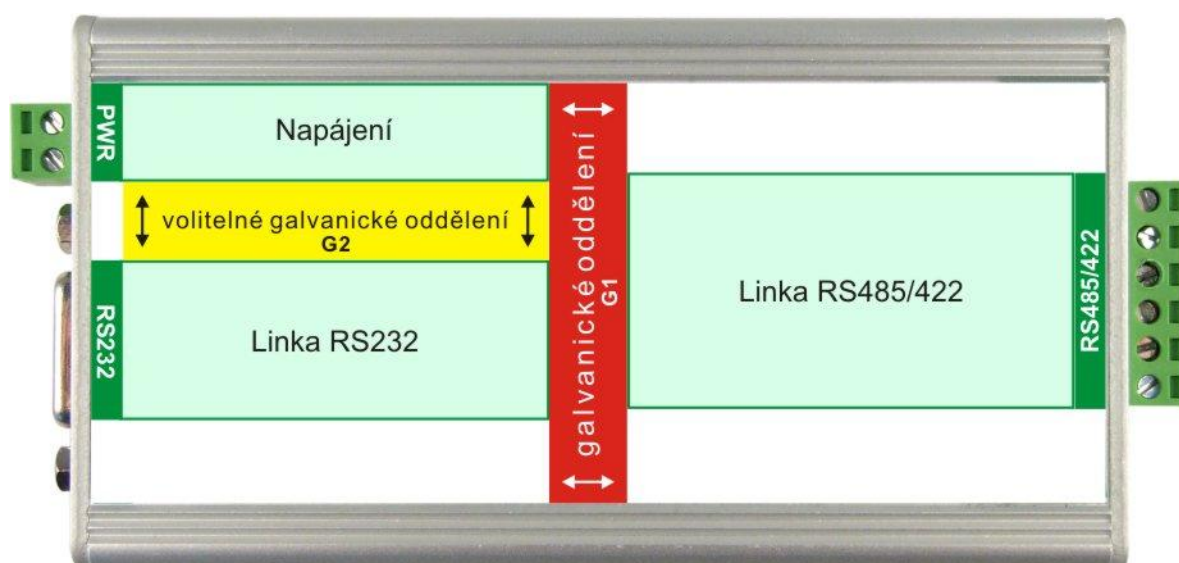 PWR
Napájení
volitelné galvanické oddělení
G2
RS232
Linka RS232
galvanické oddělení
G1
Linka RS485/422
RS485/422